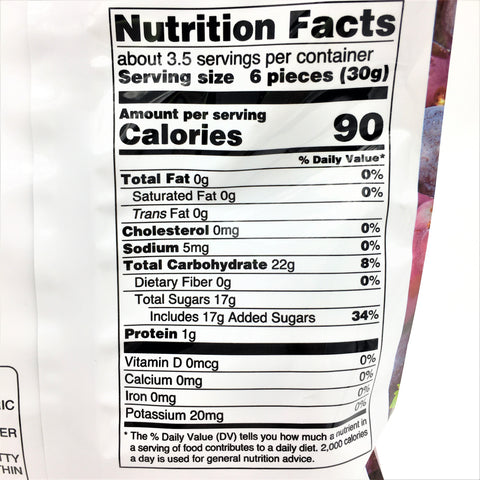 Nutrition Facts
about 3.5 servings per container
Serving size 6 pieces (30g)
Amount per serving
Calories 90
% Daily Value*
Total Fat 0g 0%
Saturated Fat 0g 0%
Trans Fat 0g
Cholesterol 0mg 0%
Sodium 5mg 0%
Total Carbohydrate 22g 8%
Dietary Fiber 0g 0%
Total Sugars 17g
Includes 17g Added Sugars 34%
Protein 1g
Vitamin D 0mcg 0%
Calcium 0mg 0%
Iron 0mg 0%
Potassium 20mg 0%
* The % Daily Value (DV) tells you how much a nutrient in
a serving of food contributes to a daily diet. 2,000 calories
a day is used for general nutrition advice.
RIC
ER
TTY
THIN